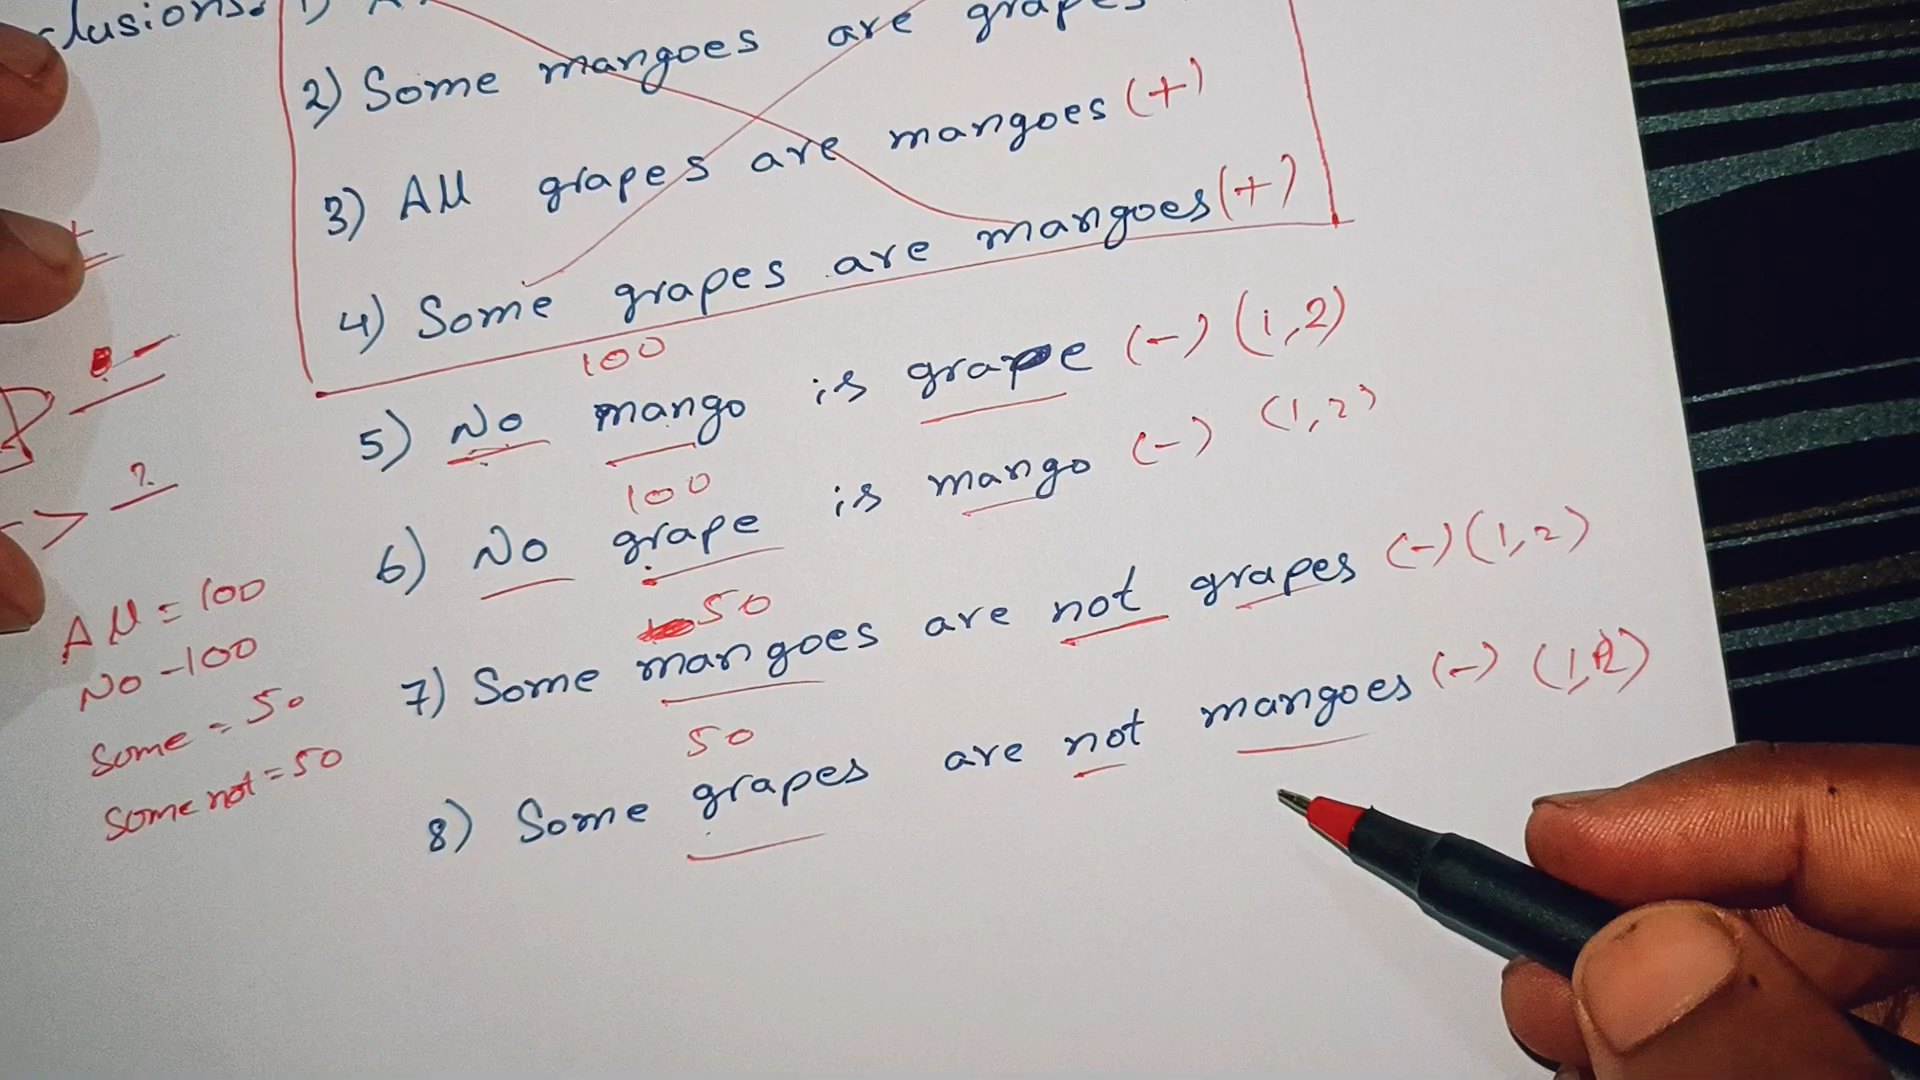 clusions: 1) A
2) Some mangoes are grapes
3) All grapes are mangoes (+)
4) Some grapes are mangoes (+)
100
5) No mango is grape (-) (1,2)
100
6) No grape is mango (-) (1,2)
50
7) Some mangoes are not grapes (-) (1,2)
50
8) Some grapes are not mangoes (-) (1,2)
> ?
All = 100
No - 100
Some = 50
Some not = 50